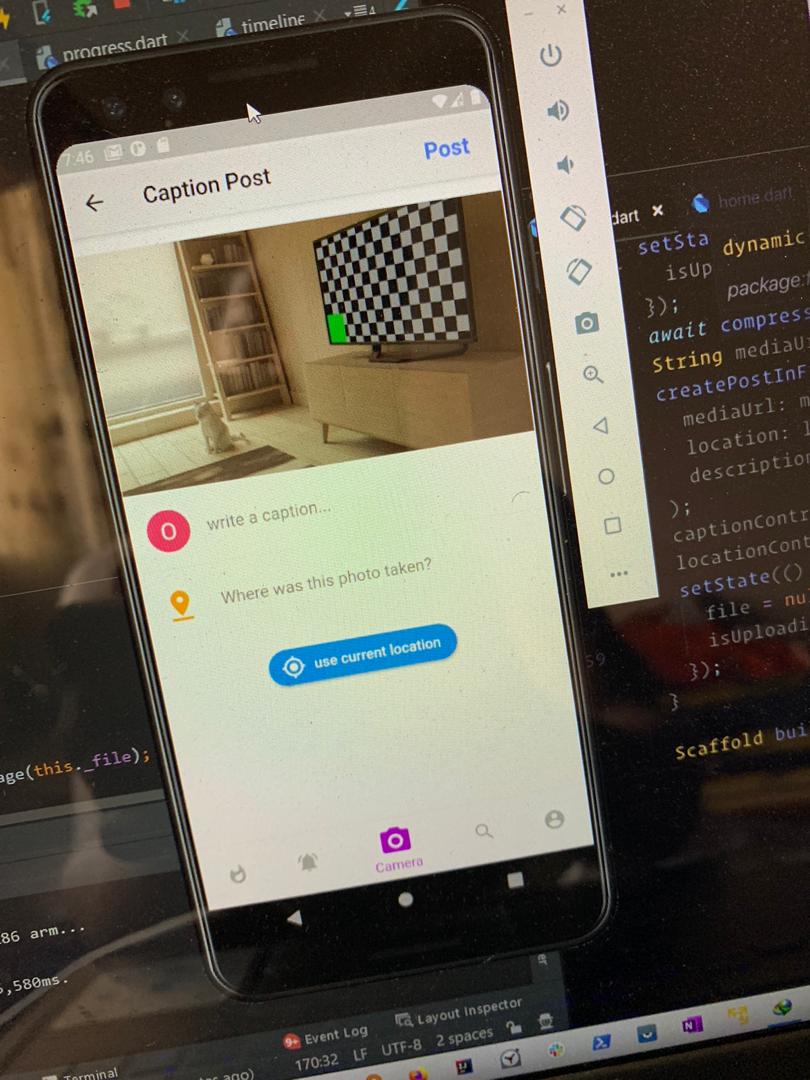 progress.dart
timeline
4
7:46
Caption Post
Post
write a caption...
O
Where was this photo taken?
use current location
Camera
dart
home.dart
setSta
dynamic
isUp
package:
});
await compress
String mediaU
createPostInF
mediaUrl: m
location: l
description
);
captionContr
locationCont
setState(()
file = nu
isUploadi
59
});
}
Scaffold bui
age(this._file);
86 arm...
,580ms.
9+ Event Log
Layout Inspector
170:32 LF UTF-8 2 spaces
Terminal
ago)